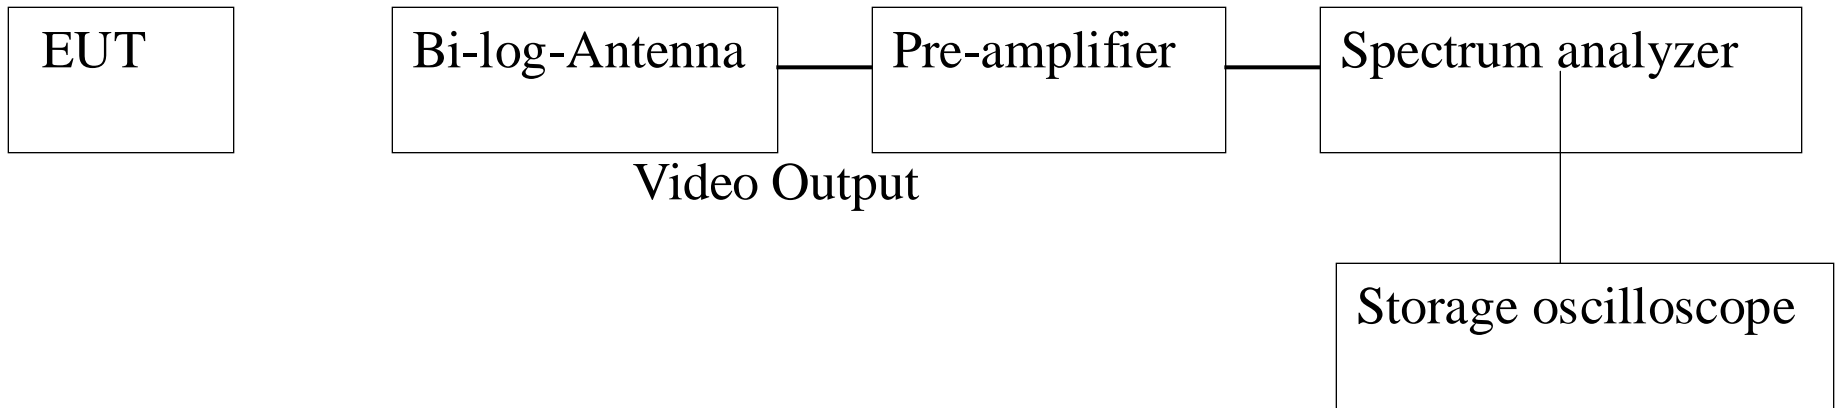 EUT
Bi-log-Antenna
Pre-amplifier
Spectrum analyzer
Video Output
Storage oscilloscope